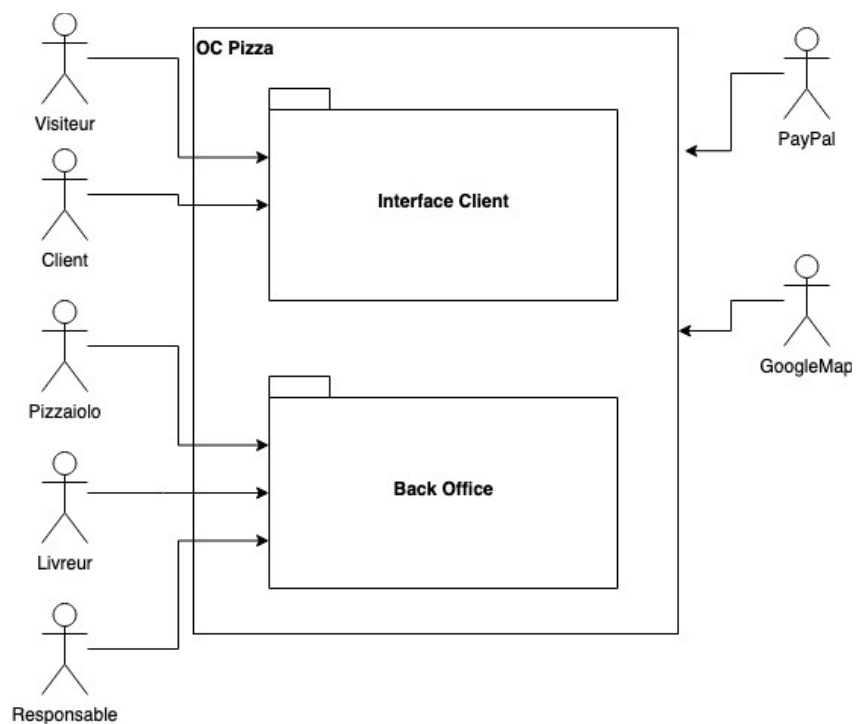 OC Pizza
Visiteur
PayPal
Interface Client
Client
GoogleMap
Pizzaiolo
Back Office
Livreur
Responsable